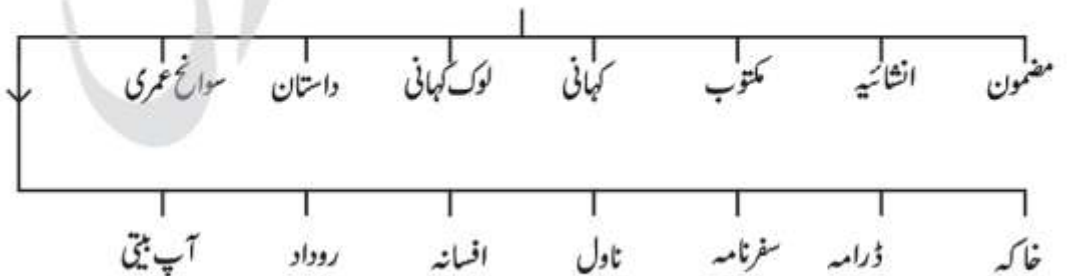 مضمون انشائیہ مکتوب کہانی لوک کہانی داستان سوانح عمری
خاکہ ڈرامہ سفرنامہ ناول افسانہ روداد آپ بیتی